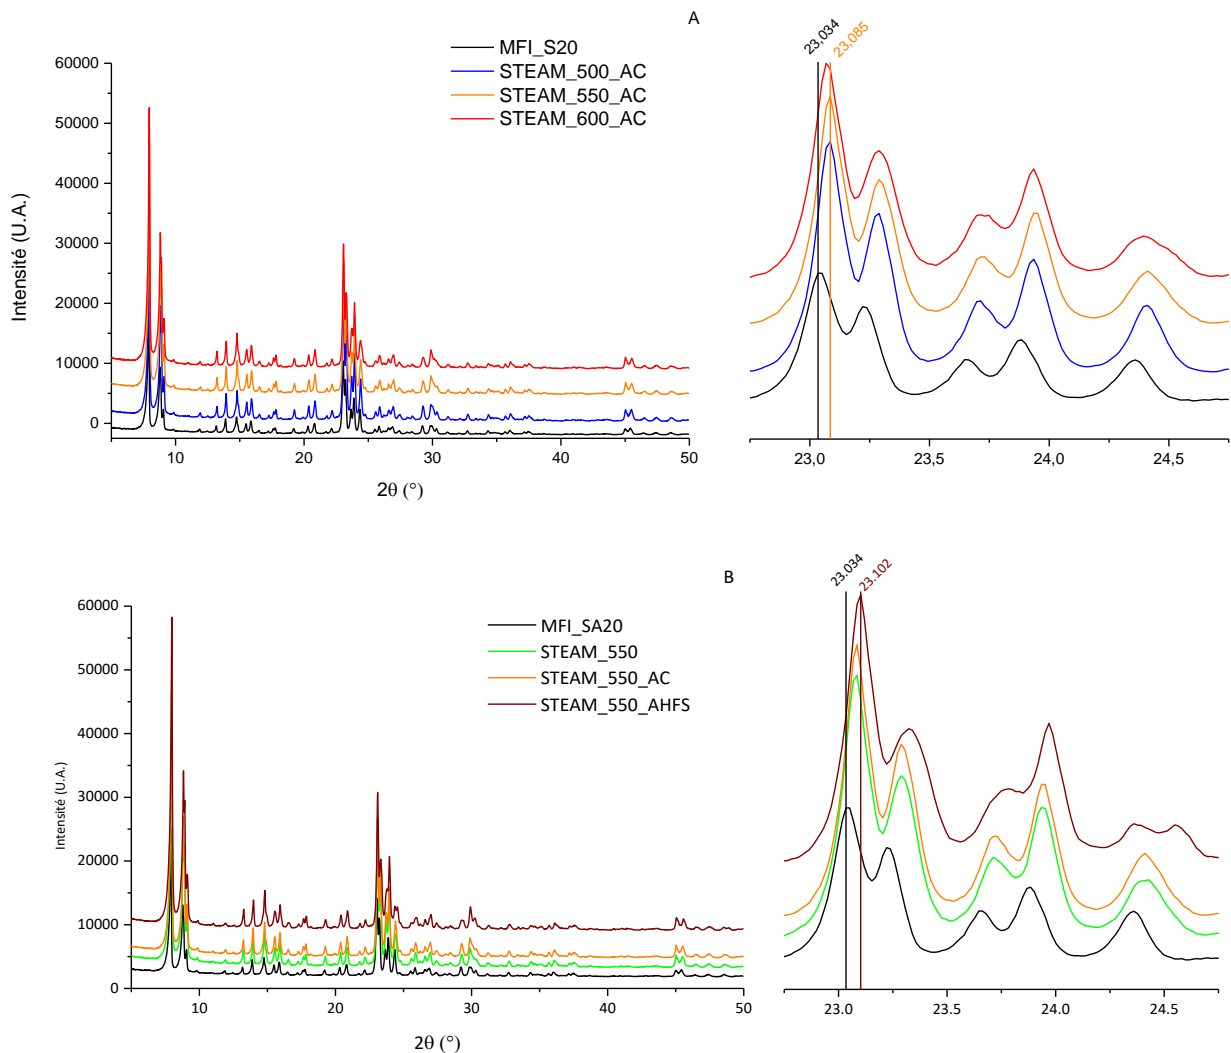 A
23,034
23,085
MFI_S20
STEAM_500_AC
STEAM_550_AC
STEAM_600_AC
60000
50000
40000
30000
20000
10000
0
Intensité (U.A.)
10 20 30 40 50
2θ (°)
23,0 23,5 24,0 24,5
B
23.034
23.102
MFI_SA20
STEAM_550
STEAM_550_AC
STEAM_550_AHFS
60000
50000
40000
30000
20000
10000
0
Intensité (U.A.)
10 20 30 40 50
2θ (°)
23.0 23.5 24.0 24.5